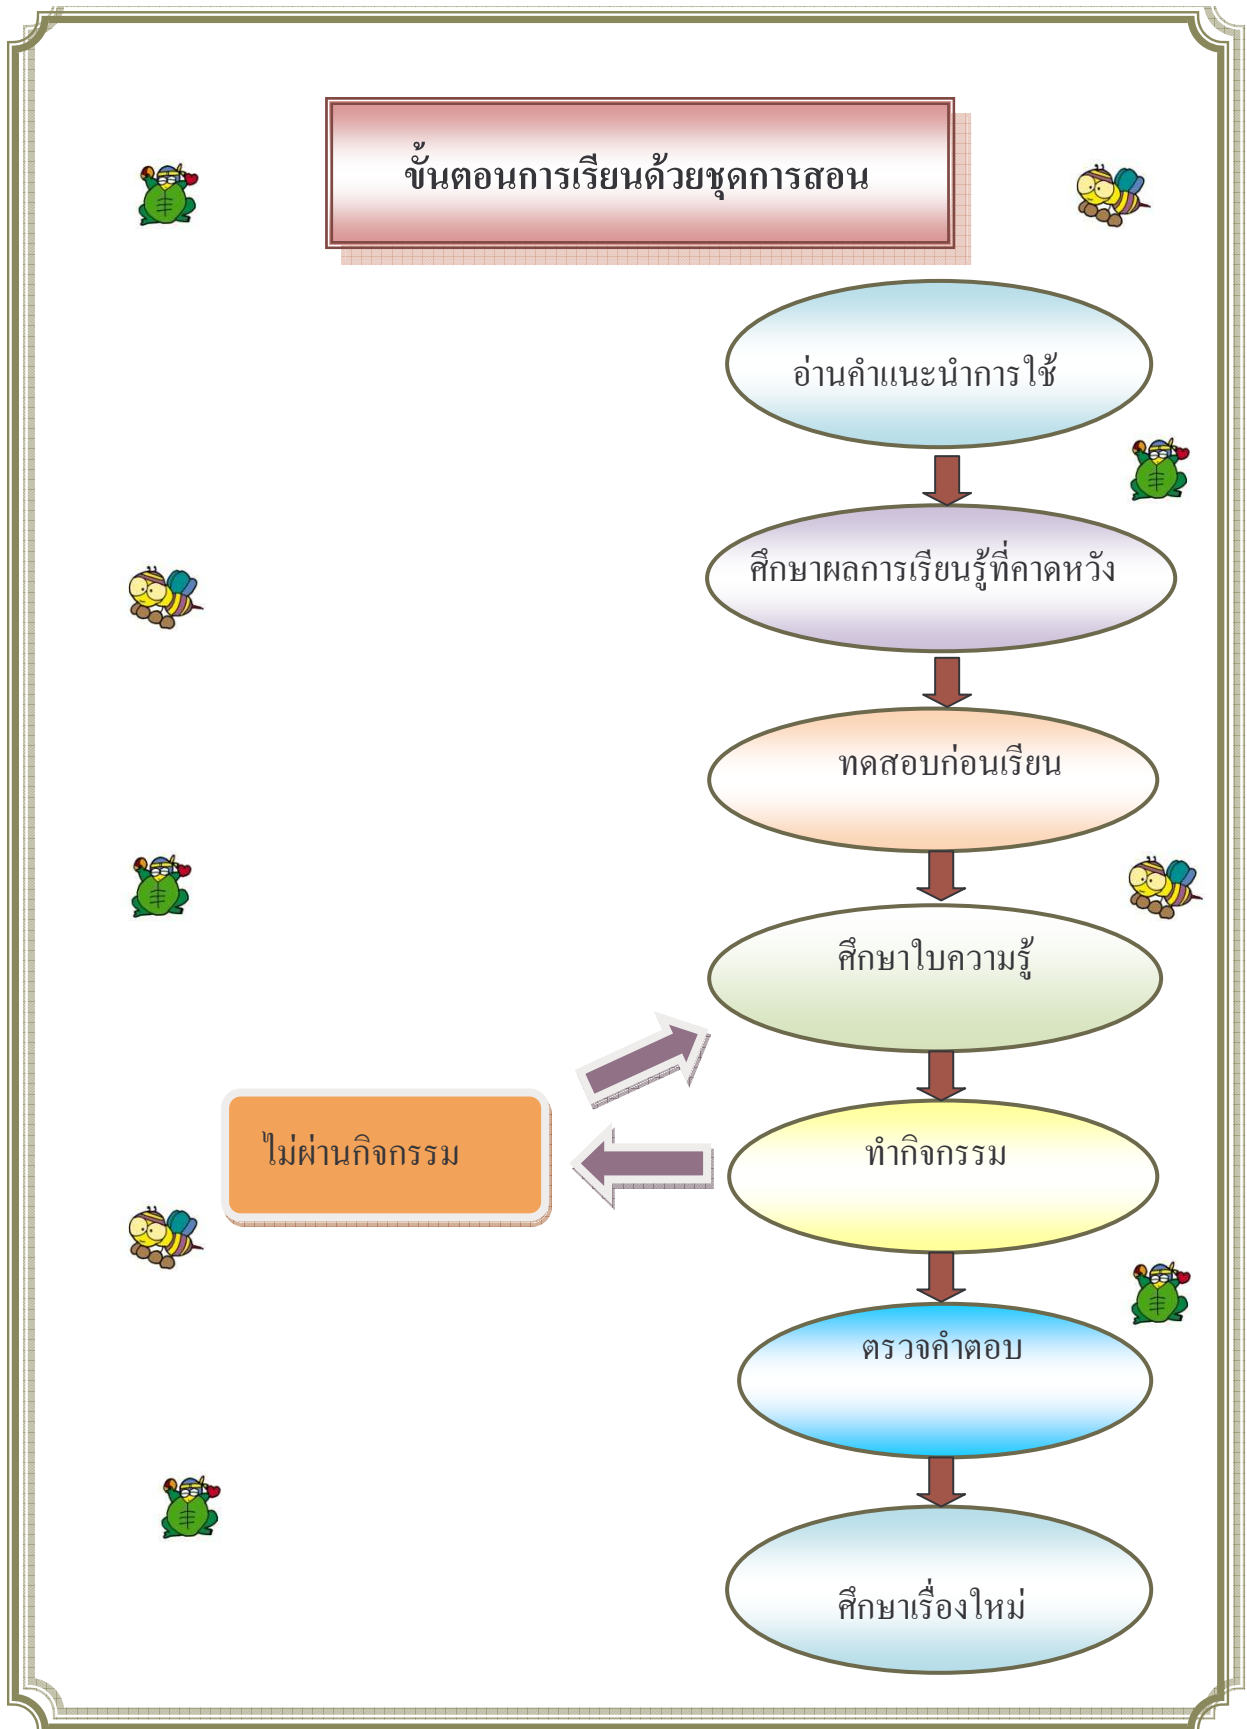 ขั้นตอนการเรียนด้วยชุดการสอน
อ่านคำแนะนำการใช้
ศึกษาผลการเรียนรู้ที่คาดหวัง
ทดสอบก่อนเรียน
ศึกษาใบความรู้
ไม่ผ่านกิจกรรม
ทำกิจกรรม
ตรวจคำตอบ
ศึกษาเรื่องใหม่